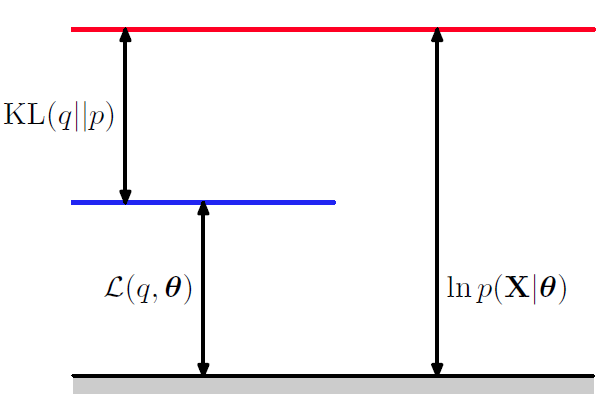 KL(q||p)
ℒ(q, 𝜽)
ln p(𝐗|𝜽)